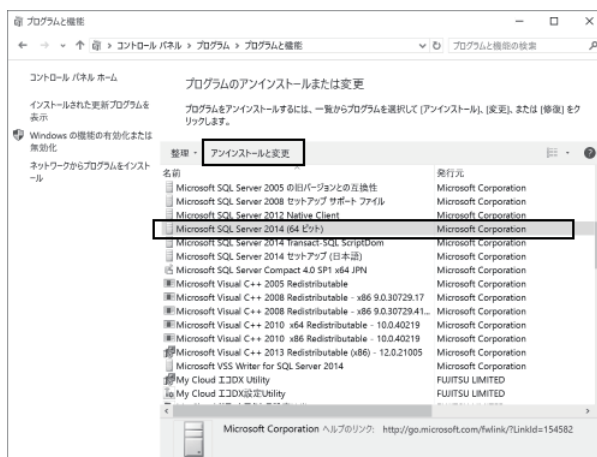 プログラムと機能
コントロール パネル > プログラム > プログラムと機能
プログラムと機能の検索
コントロール パネル ホーム
インストールされた更新プログラムを
表示
Windows の機能の有効化または
無効化
ネットワークからプログラムをインスト
ール
プログラムのアンインストールまたは変更
プログラムをアンインストールするには、一覧からプログラムを選択して [アンインストール]、[変更]、または [修復] をク
リックします。
整理 アンインストールと変更
名前 発行元
Microsoft SQL Server 2005 の旧バージョンとの互換性 Microsoft Corporation
Microsoft SQL Server 2008 セットアップ サポート ファイル Microsoft Corporation
Microsoft SQL Server 2012 Native Client Microsoft Corporation
Microsoft SQL Server 2014 (64 ビット) Microsoft Corporation
Microsoft SQL Server 2014 Transact-SQL ScriptDom Microsoft Corporation
Microsoft SQL Server 2014 セットアップ (日本語) Microsoft Corporation
Microsoft SQL Server Compact 4.0 SP1 x64 JPN Microsoft Corporation
Microsoft Visual C++ 2005 Redistributable Microsoft Corporation
Microsoft Visual C++ 2008 Redistributable - x86 9.0.30729.17 Microsoft Corporation
Microsoft Visual C++ 2008 Redistributable - x86 9.0.30729.41... Microsoft Corporation
Microsoft Visual C++ 2010 x64 Redistributable - 10.0.40219 Microsoft Corporation
Microsoft Visual C++ 2010 x86 Redistributable - 10.0.40219 Microsoft Corporation
Microsoft Visual C++ 2013 Redistributable (x86) - 12.0.21005 Microsoft Corporation
Microsoft VSS Writer for SQL Server 2014 Microsoft Corporation
My Cloud エコDX Utility FUJITSU LIMITED
My Cloud エコDX設定Utility FUJITSU LIMITED
Microsoft Corporation ヘルプのリンク: http://go.microsoft.com/fwlink/?LinkId=154582